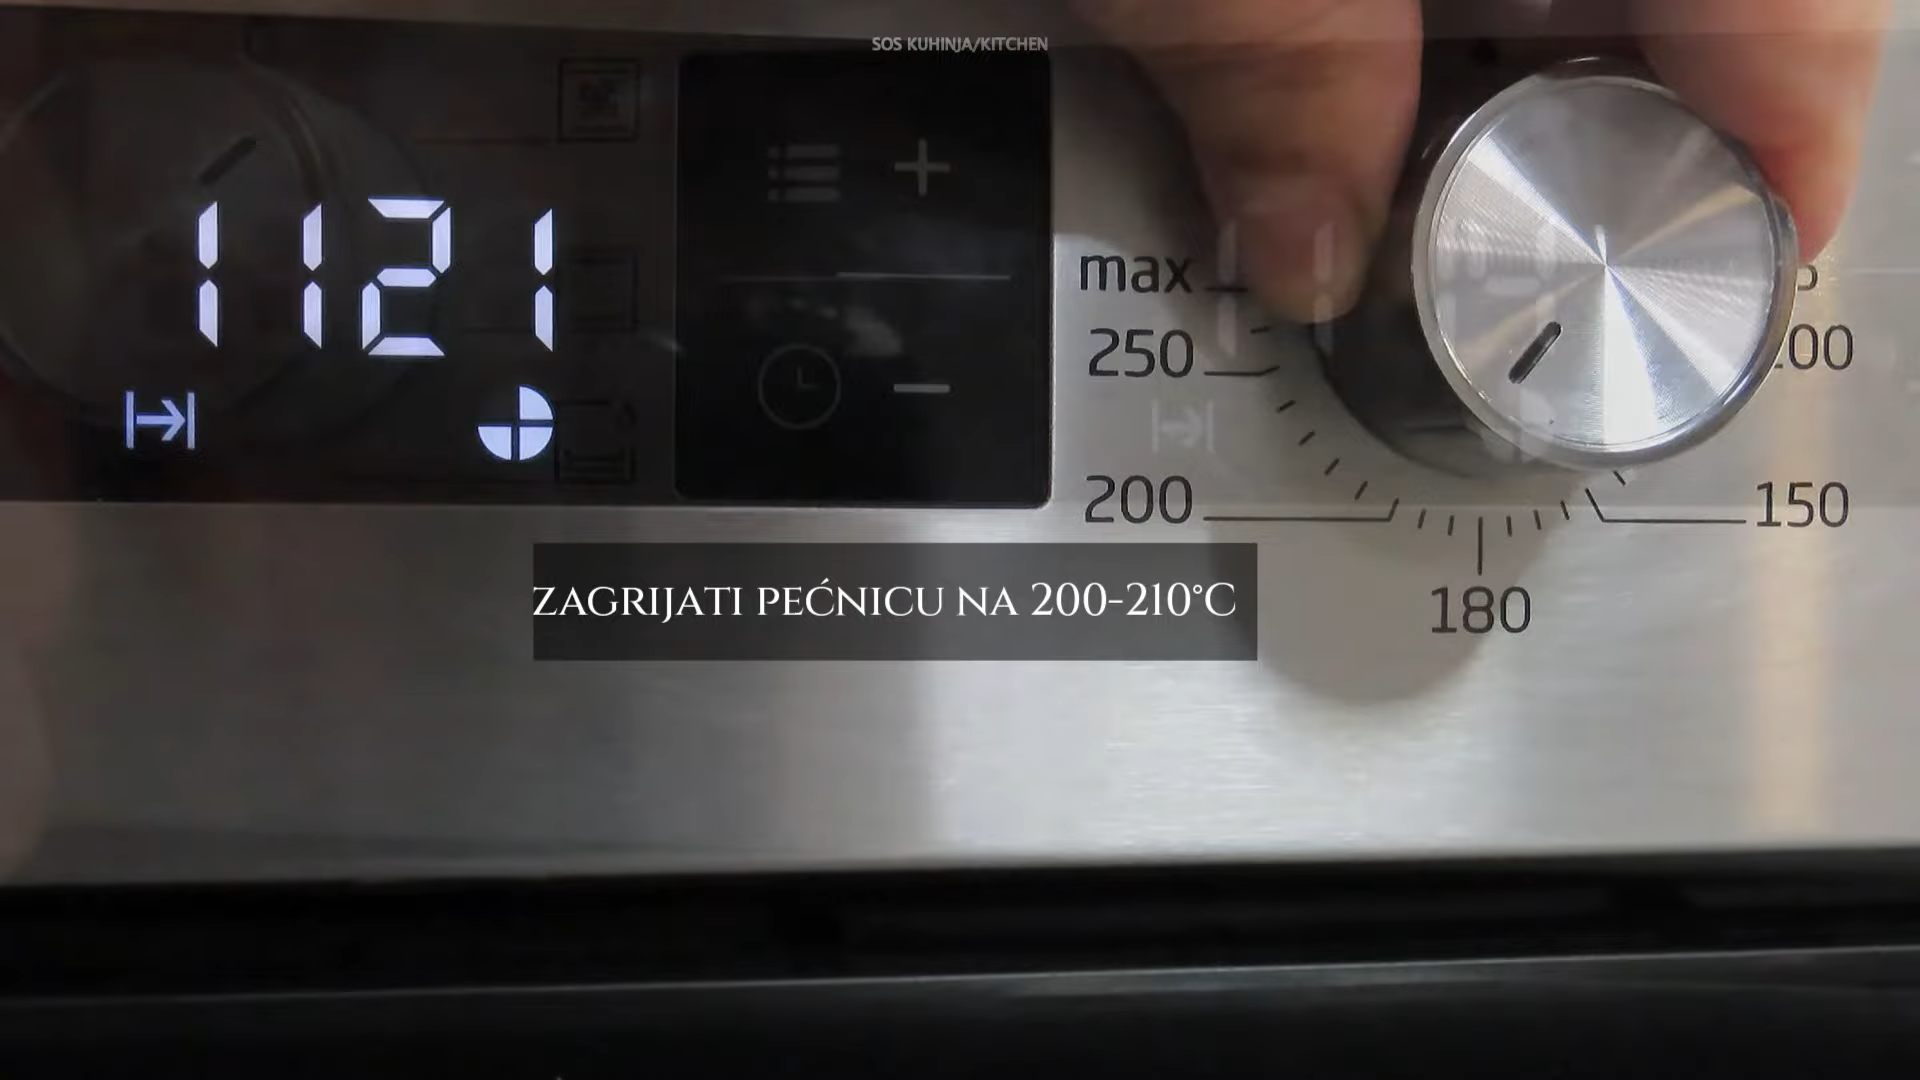 SOS KUHINJA/KITCHEN
1121
max
250
200
180
150
ZAGRIJATI PEĆNICU NA 200-210°C